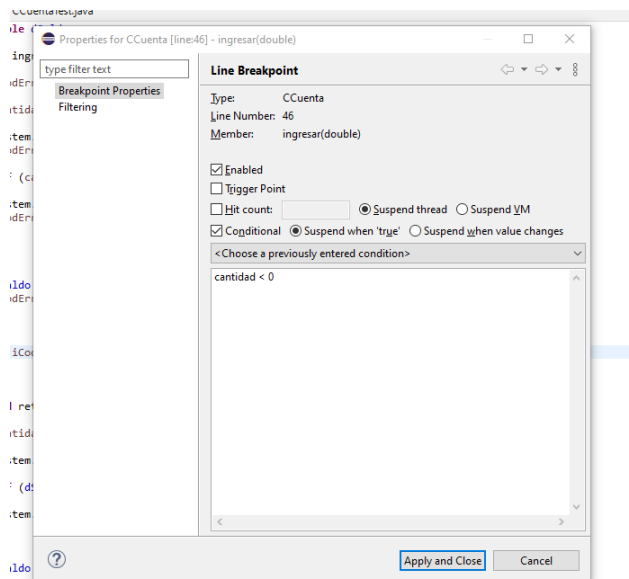 CCuentaTest.java
Properties for CCuenta [line:46] - ingresar(double)
type filter text
Breakpoint Properties
Filtering
Line Breakpoint
Type: CCuenta
Line Number: 46
Member: ingresar(double)
Enabled
Trigger Point
Hit count: Suspend thread Suspend VM
Conditional Suspend when 'true' Suspend when value changes
<Choose a previously entered condition>
cantidad < 0
Apply and Close
Cancel